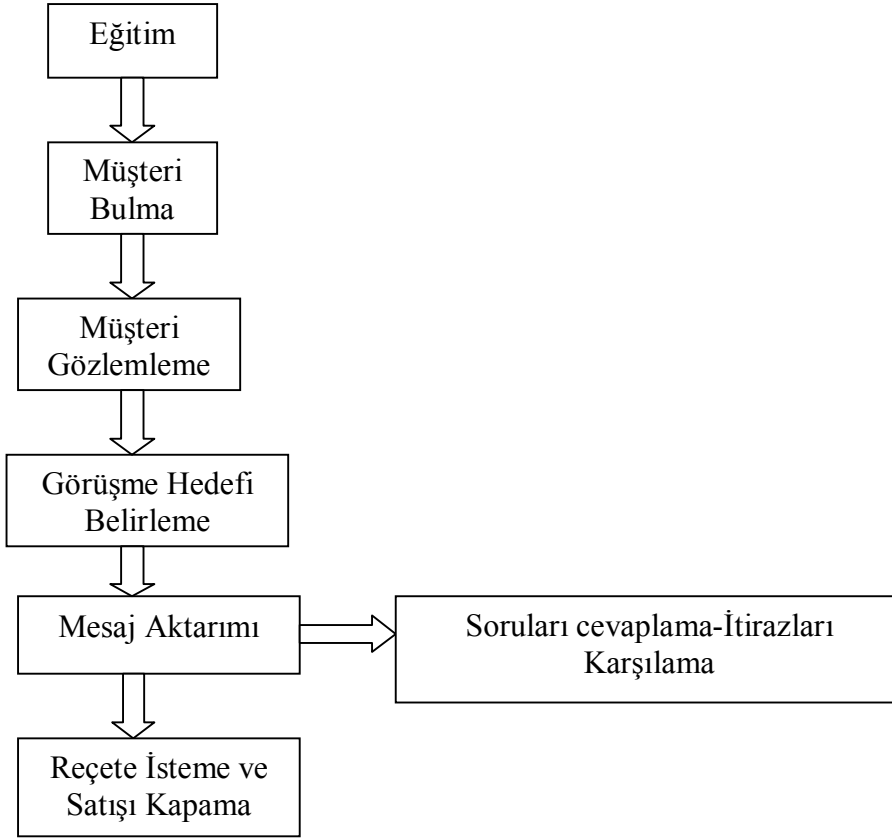 Eğitim
Müşteri
Bulma
Müşteri
Gözlemleme
Görüşme Hedefi
Belirleme
Mesaj Aktarımı
Soruları cevaplama-İtirazları
Karşılama
Reçete İsteme ve
Satışı Kapama